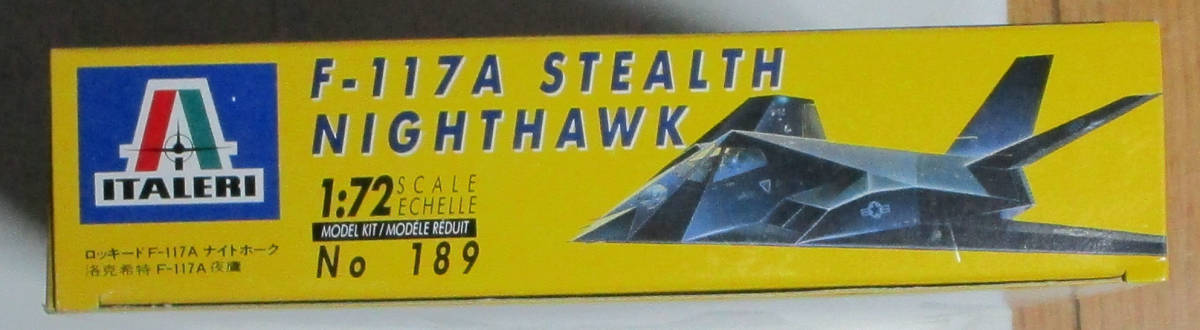 ITALERI
ロッキードF-117A ナイトホーク
洛克希特 F-117A 夜鷹
F-117A STEALTH
NIGHTHAWK
1:72 SCALE
ECHELLE
MODEL KIT / MODÈLE RÉDUIT
No 189